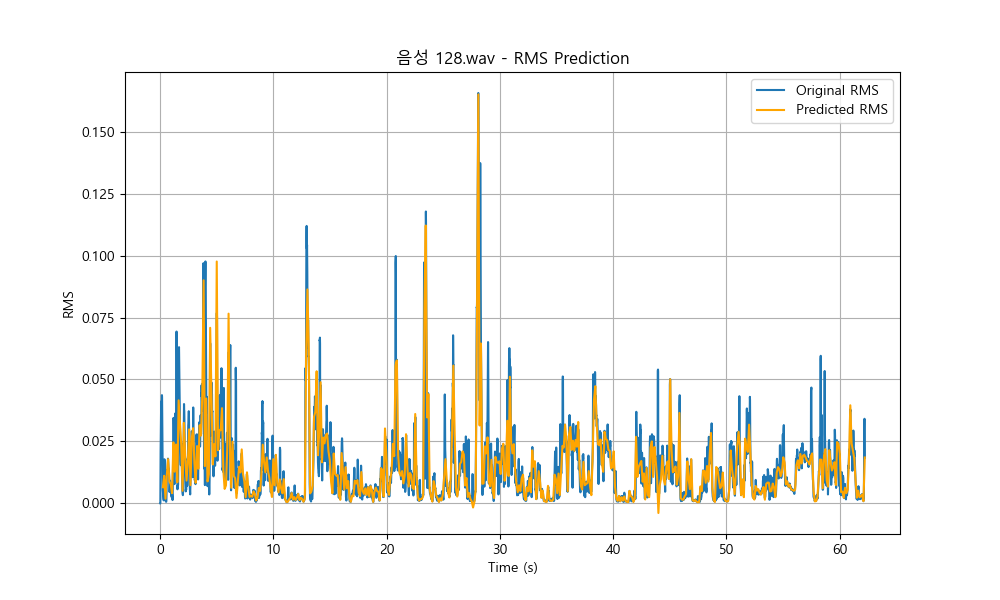 음성 128.wav - RMS Prediction
Original RMS
Predicted RMS
0.150
0.125
0.100
0.075
0.050
0.025
0.000
RMS
0 10 20 30 40 50 60
Time (s)